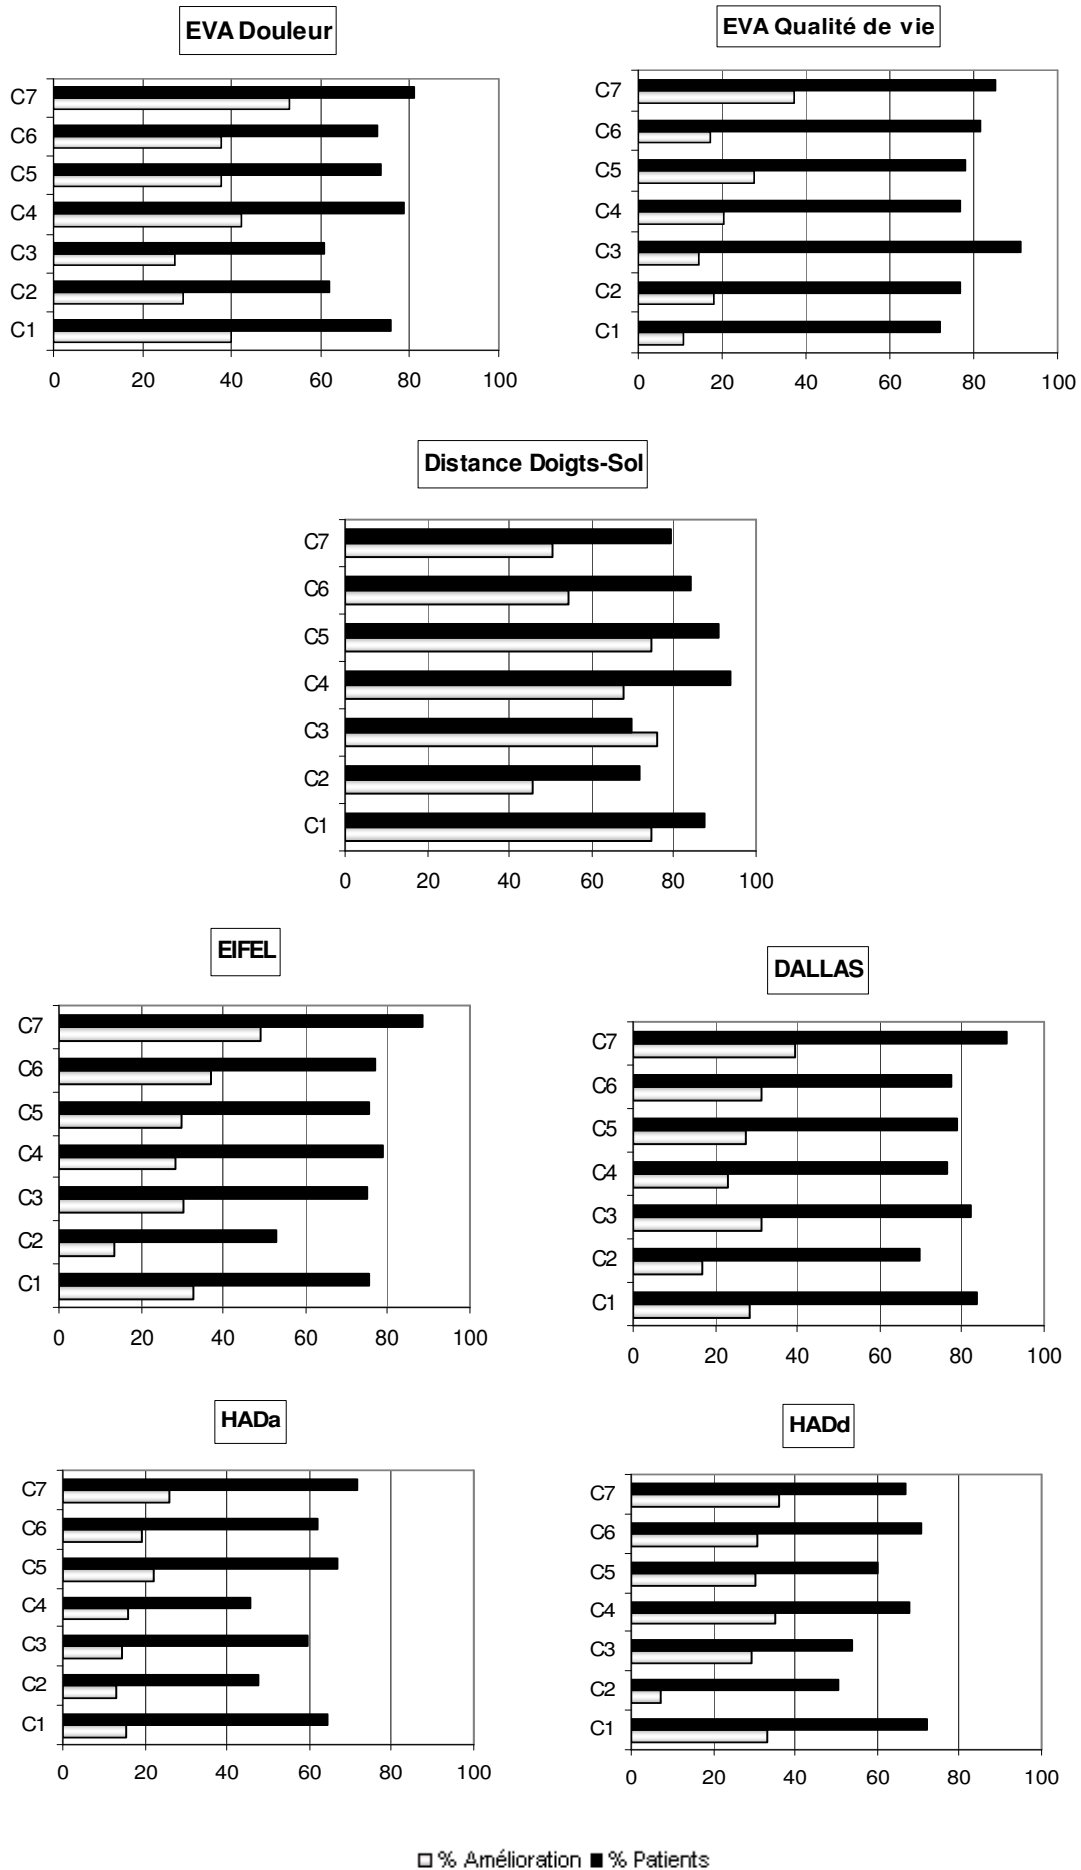 EVA Douleur
C7
C6
C5
C4
C3
C2
C1
0 20 40 60 80 100
EVA Qualité de vie
C7
C6
C5
C4
C3
C2
C1
0 20 40 60 80 100
Distance Doigts-Sol
C7
C6
C5
C4
C3
C2
C1
0 20 40 60 80 100
EIFEL
C7
C6
C5
C4
C3
C2
C1
0 20 40 60 80 100
DALLAS
C7
C6
C5
C4
C3
C2
C1
0 20 40 60 80 100
HADa
C7
C6
C5
C4
C3
C2
C1
0 20 40 60 80 100
HADd
C7
C6
C5
C4
C3
C2
C1
0 20 40 60 80 100
% Amélioration % Patients